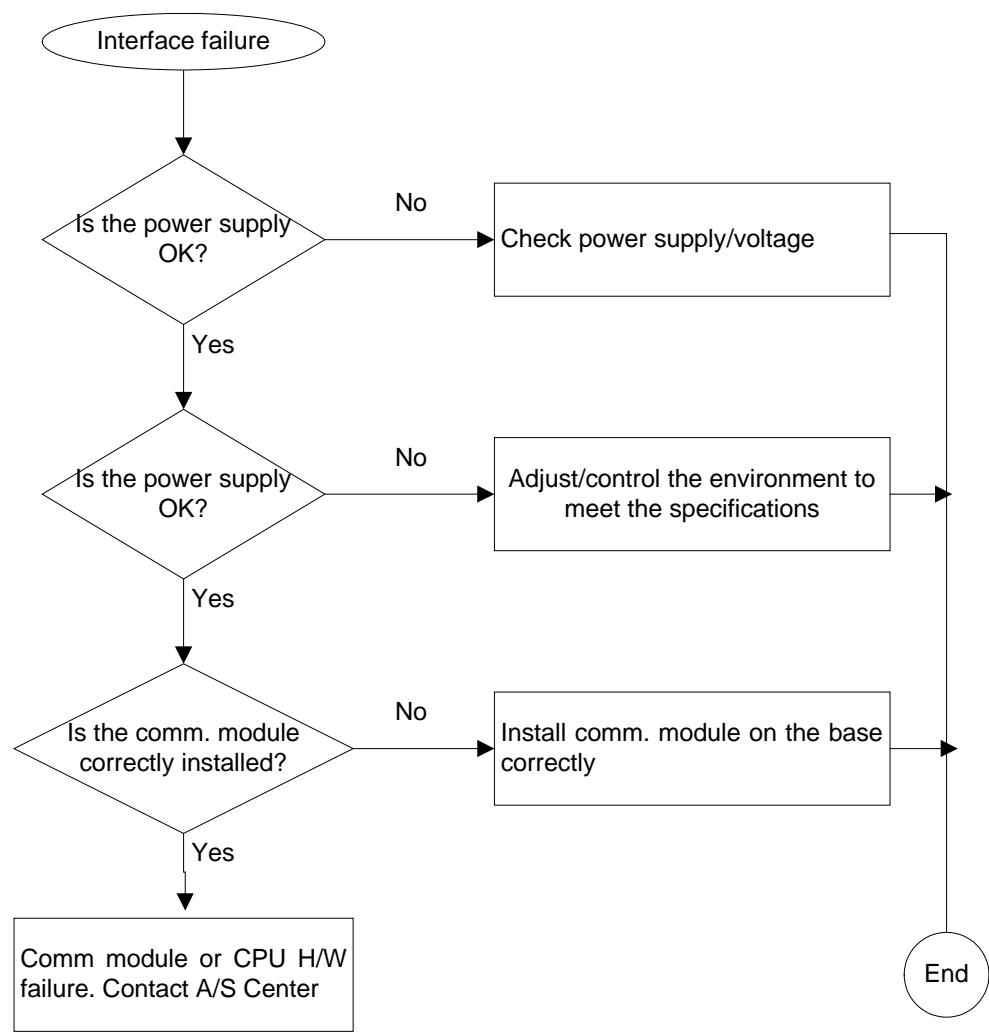 Interface failure
Is the power supply
OK?
No
Check power supply/voltage
Yes
Is the power supply
OK?
No
Adjust/control the environment to
meet the specifications
Yes
Is the comm. module
correctly installed?
No
Install comm. module on the base
correctly
Yes
Comm module or CPU H/W
failure. Contact A/S Center
End